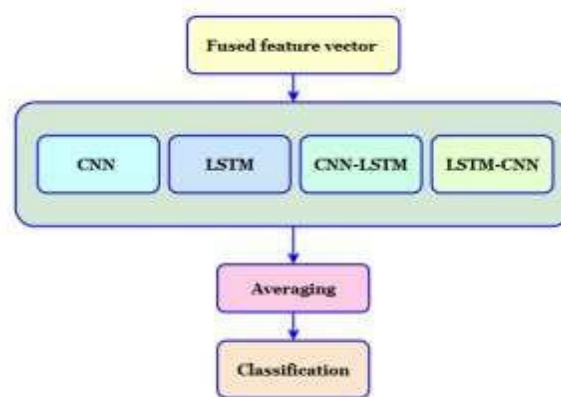 Fused feature vector
CNN
LSTM
CNN-LSTM
LSTM-CNN
Averaging
Classification